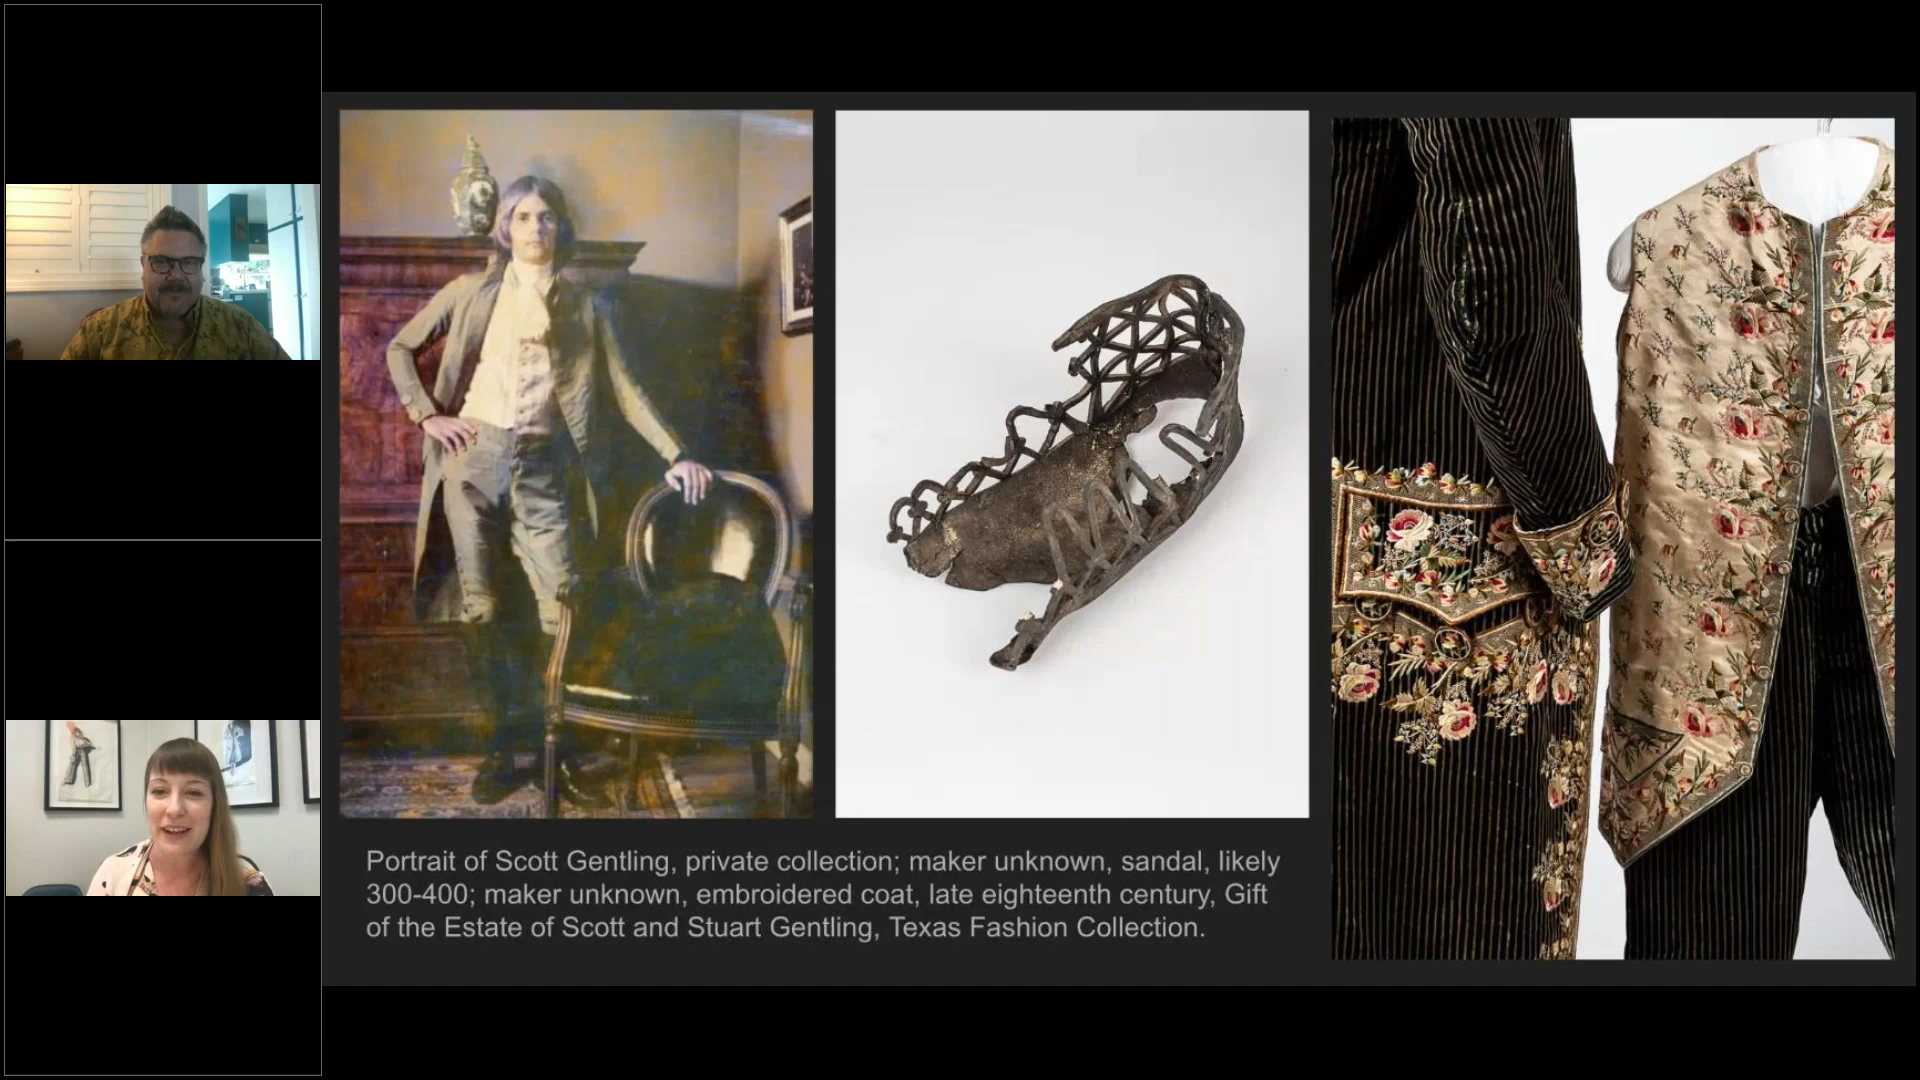 Portrait of Scott Gentling, private collection; maker unknown, sandal, likely
300-400; maker unknown, embroidered coat, late eighteenth century, Gift
of the Estate of Scott and Stuart Gentling, Texas Fashion Collection.